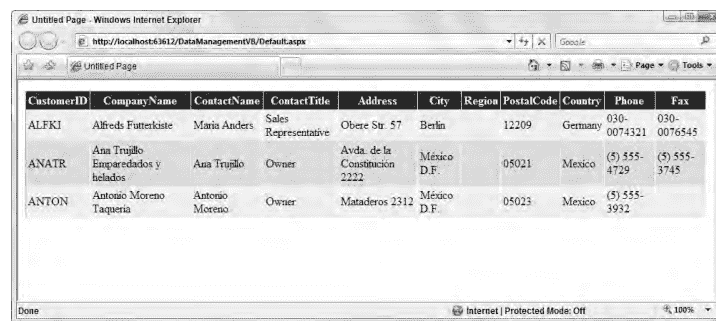 Untitled Page - Windows Internet Explorer
http://localhost:63612/DataManagementVB/Default.aspx
Google
Untitled Page
Page
Tools
CustomerID CompanyName ContactName ContactTitle Address City Region PostalCode Country Phone Fax
ALFKI Alfreds Futterkiste Maria Anders Sales Representative Obere Str. 57 Berlin 12209 Germany 030-0074321 030-0076545
ANATR Ana Trujillo Emparedados y helados Ana Trujillo Owner Avda. de la Constitución 2222 México D.F. 05021 Mexico (5) 555-4729 (5) 555-3745
ANTON Antonio Moreno Taquería Antonio Moreno Owner Mataderos 2312 México D.F. 05023 Mexico (5) 555-3932
Done
Internet | Protected Mode: Off
100%